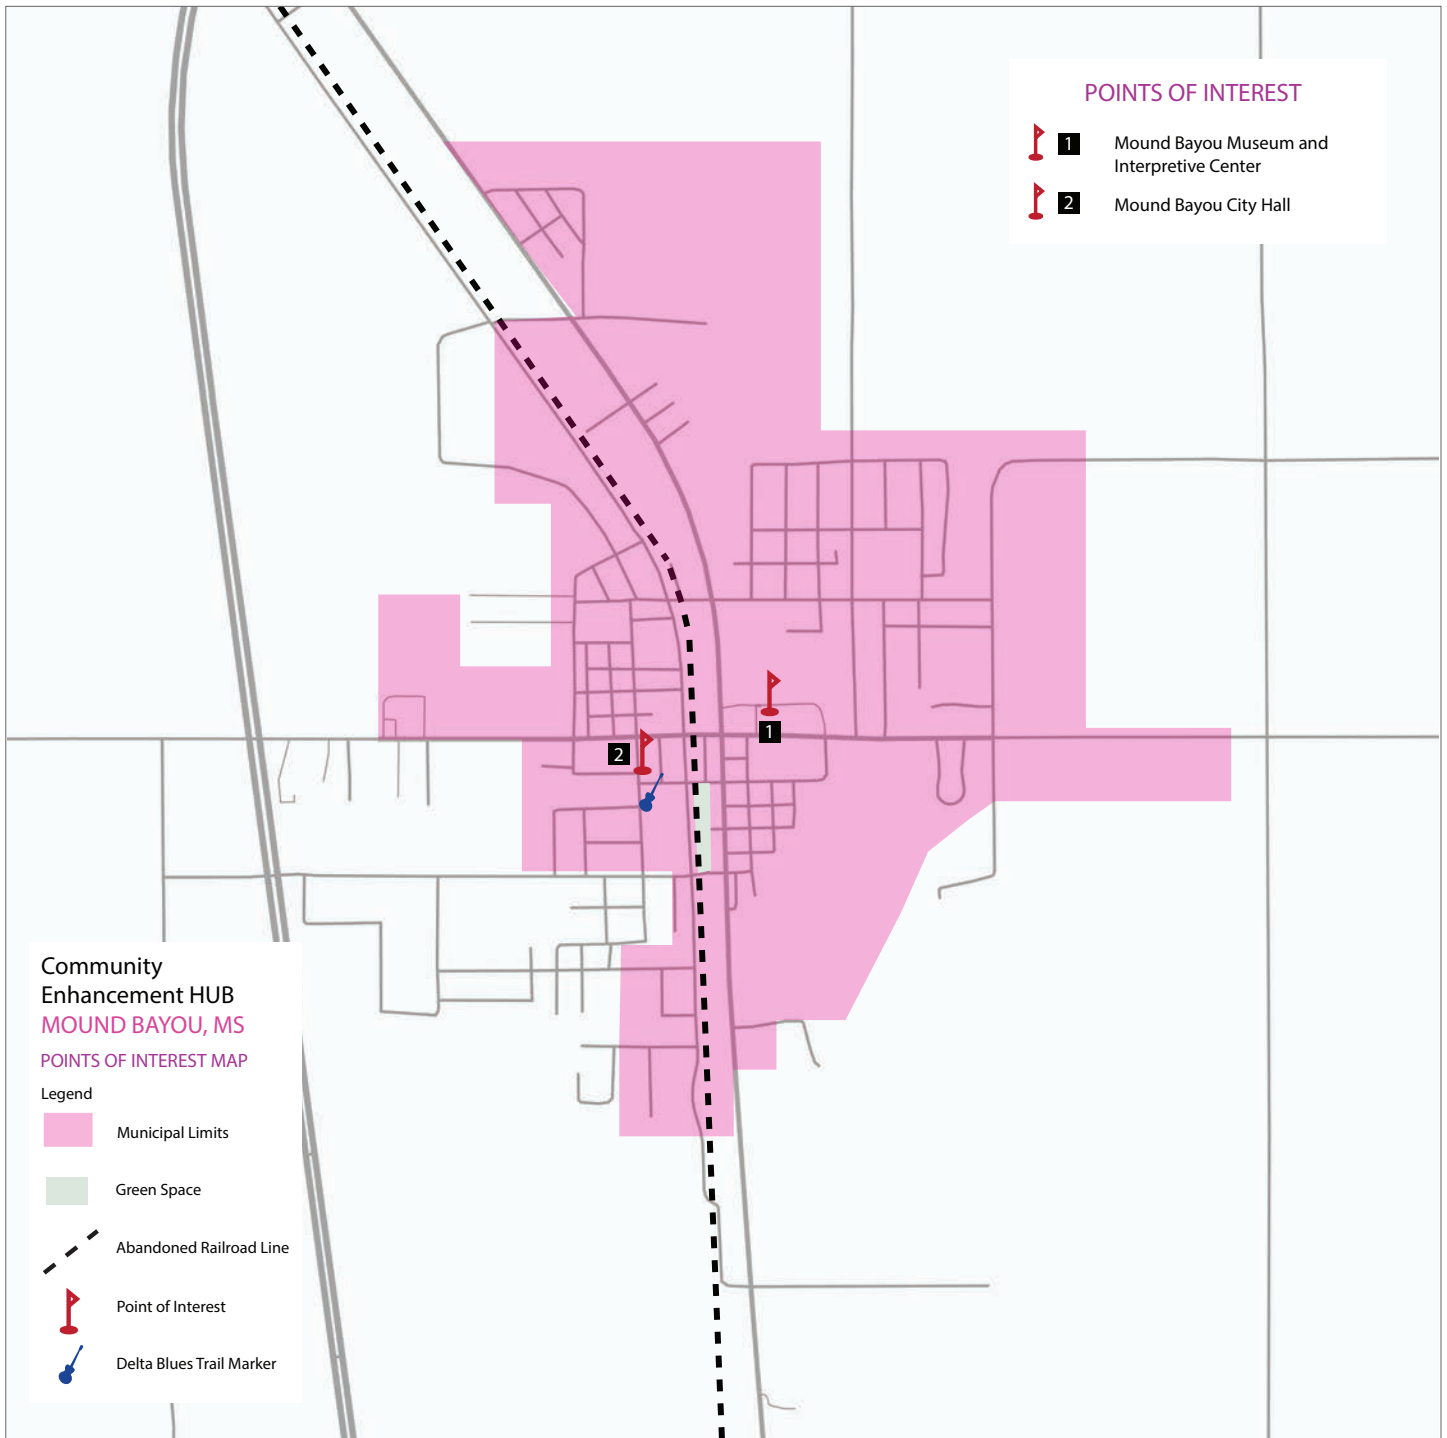 POINTS OF INTEREST
1 Mound Bayou Museum and
Interpretive Center
2 Mound Bayou City Hall
1
2
Community
Enhancement HUB
MOUND BAYOU, MS
POINTS OF INTEREST MAP
Legend
Municipal Limits
Green Space
Abandoned Railroad Line
Point of Interest
Delta Blues Trail Marker